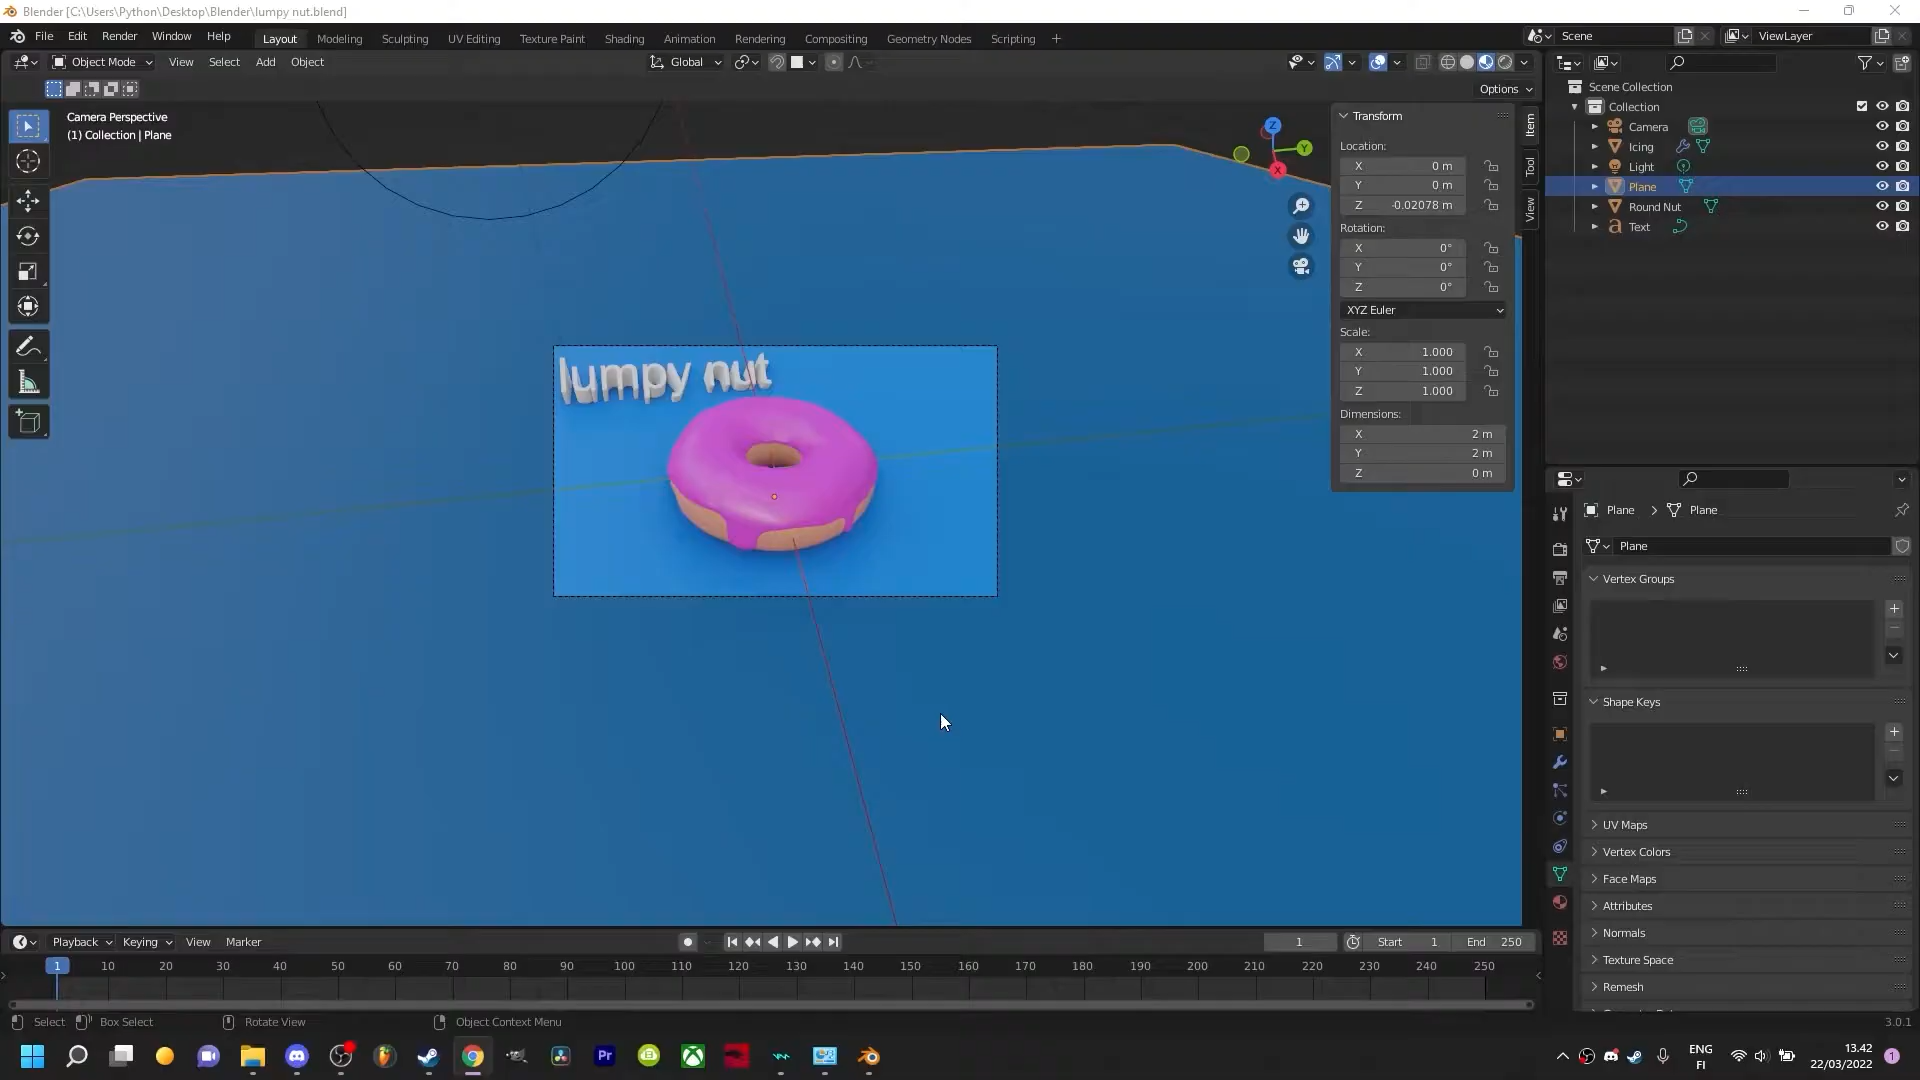 Blender [C:\Users\Python\Desktop\Blender\lumpy nut.blend]
File Edit Render Window Help Layout Modeling Sculpting UV Editing Texture Paint Shading Animation Rendering Compositing Geometry Nodes Scripting + Scene ViewLayer
Object Mode View Select Add Object Global
Options
Camera Perspective
(1) Collection | Plane
Transform
Location:
X 0 m
Y 0 m
Z -0.02078 m
Rotation:
X 0°
Y 0°
Z 0°
XYZ Euler
Scale:
X 1.000
Y 1.000
Z 1.000
Dimensions:
X 2 m
Y 2 m
Z 0 m
Item
Tool
View
Z
Y
X
lumpy nut
Scene Collection
Collection
Camera
Icing
Light
Plane
Round Nut
Text
Plane > Plane
Plane
Vertex Groups
Shape Keys
UV Maps
Vertex Colors
Face Maps
Attributes
Normals
Texture Space
Remesh
Playback Keying View Marker 1 Start 1 End 250
1 10 20 30 40 50 60 70 80 90 100 110 120 130 140 150 160 170 180 190 200 210 220 230 240 250
Select Box Select Rotate View Object Context Menu 3.0.1
Pr
ENG
FI
13.42
22/03/2022
1